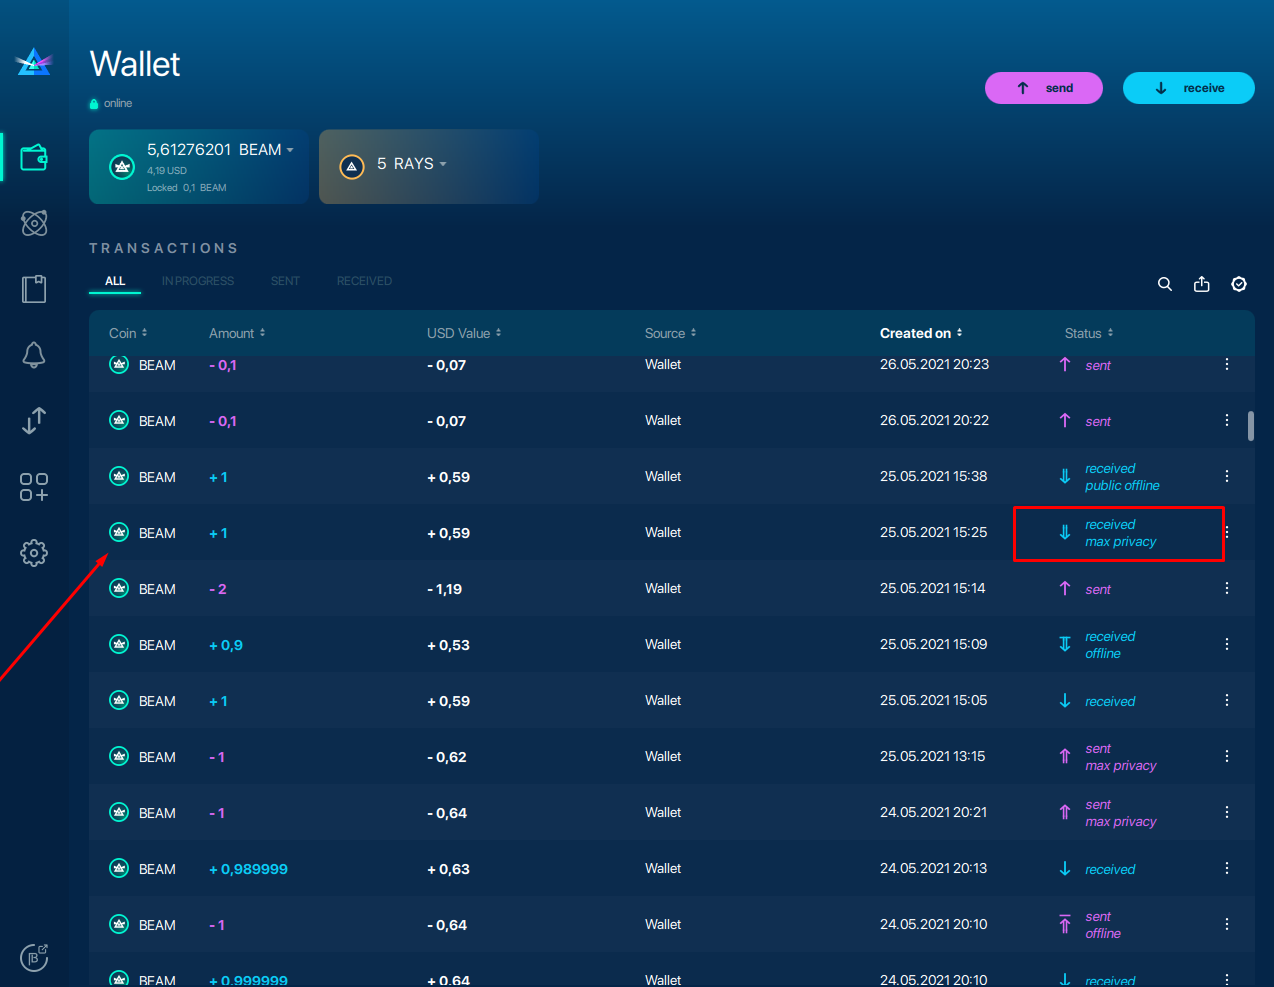 Wallet
online
send
receive
5,61276201 BEAM
4,19 USD
Locked 0,1 BEAM
5 RAYS
TRANSACTIONS
ALL IN PROGRESS SENT RECEIVED
Coin Amount USD Value Source Created on Status
BEAM - 0,1 - 0,07 Wallet 26.05.2021 20:23 sent
BEAM - 0,1 - 0,07 Wallet 26.05.2021 20:22 sent
BEAM + 1 + 0,59 Wallet 25.05.2021 15:38 received
public offline
BEAM + 1 + 0,59 Wallet 25.05.2021 15:25 received
max privacy
BEAM - 2 - 1,19 Wallet 25.05.2021 15:14 sent
BEAM + 0,9 + 0,53 Wallet 25.05.2021 15:09 received
offline
BEAM + 1 + 0,59 Wallet 25.05.2021 15:05 received
BEAM - 1 - 0,62 Wallet 25.05.2021 13:15 sent
max privacy
BEAM - 1 - 0,64 Wallet 24.05.2021 20:21 sent
max privacy
BEAM + 0,989999 + 0,63 Wallet 24.05.2021 20:13 received
BEAM - 1 - 0,64 Wallet 24.05.2021 20:10 sent
offline
BEAM + 0,999999 + 0,64 Wallet 24.05.2021 20:10 received